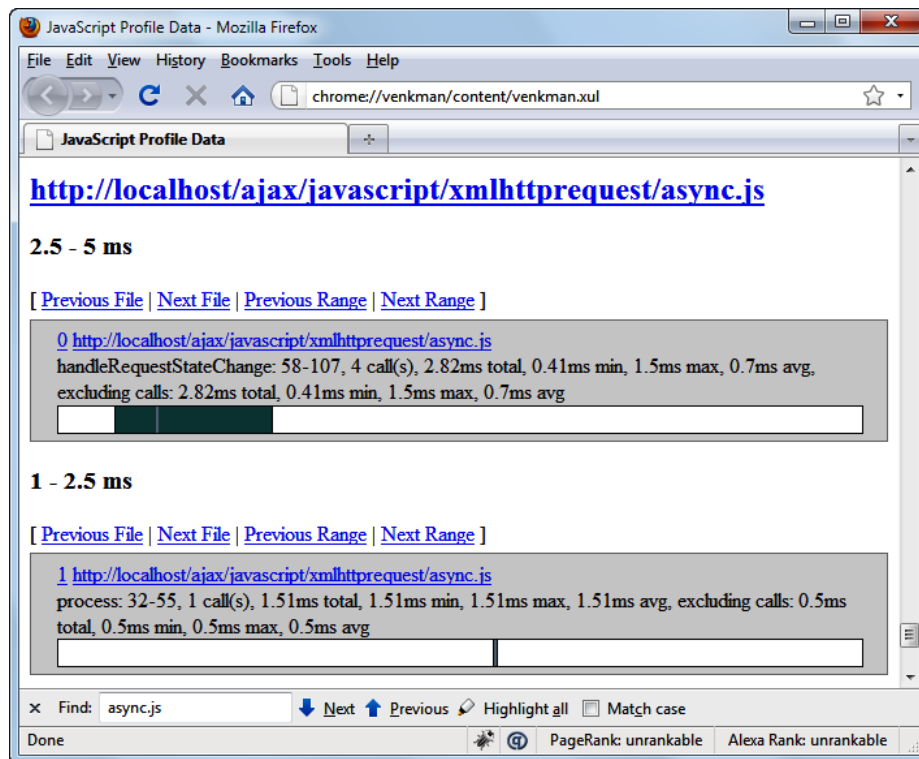 JavaScript Profile Data - Mozilla Firefox
File Edit View History Bookmarks Tools Help
chrome://venkman/content/venkman.xul
JavaScript Profile Data
http://localhost/ajax/javascript/xmlhttprequest/async.js
2.5 - 5 ms
[ Previous File | Next File | Previous Range | Next Range ]
0 http://localhost/ajax/javascript/xmlhttprequest/async.js
handleRequestStateChange: 58-107, 4 call(s), 2.82ms total, 0.41ms min, 1.5ms max, 0.7ms avg,
excluding calls: 2.82ms total, 0.41ms min, 1.5ms max, 0.7ms avg
1 - 2.5 ms
[ Previous File | Next File | Previous Range | Next Range ]
1 http://localhost/ajax/javascript/xmlhttprequest/async.js
process: 32-55, 1 call(s), 1.51ms total, 1.51ms min, 1.51ms max, 1.51ms avg, excluding calls: 0.5ms
total, 0.5ms min, 0.5ms max, 0.5ms avg
× Find: async.js Next Previous Highlight all Match case
Done PageRank: unrankable Alexa Rank: unrankable